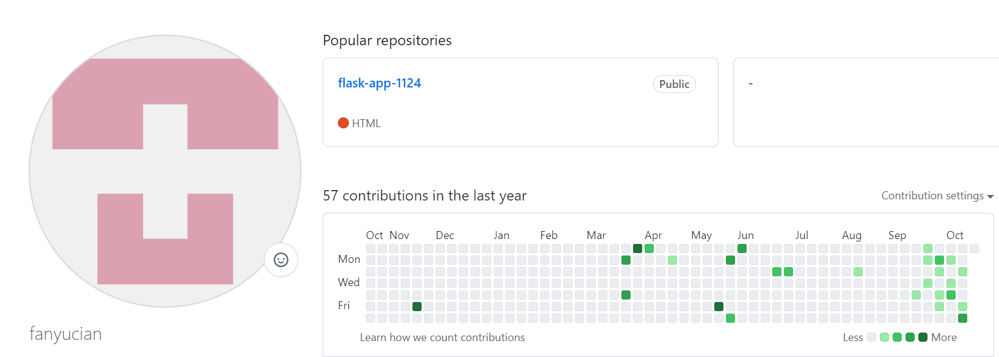 Popular repositories
flask-app-1124
Public
-
HTML
57 contributions in the last year
Contribution settings
Oct Nov Dec Jan Feb Mar Apr May Jun Jul Aug Sep Oct
Mon
Wed
Fri
Learn how we count contributions
Less More
fanyucian